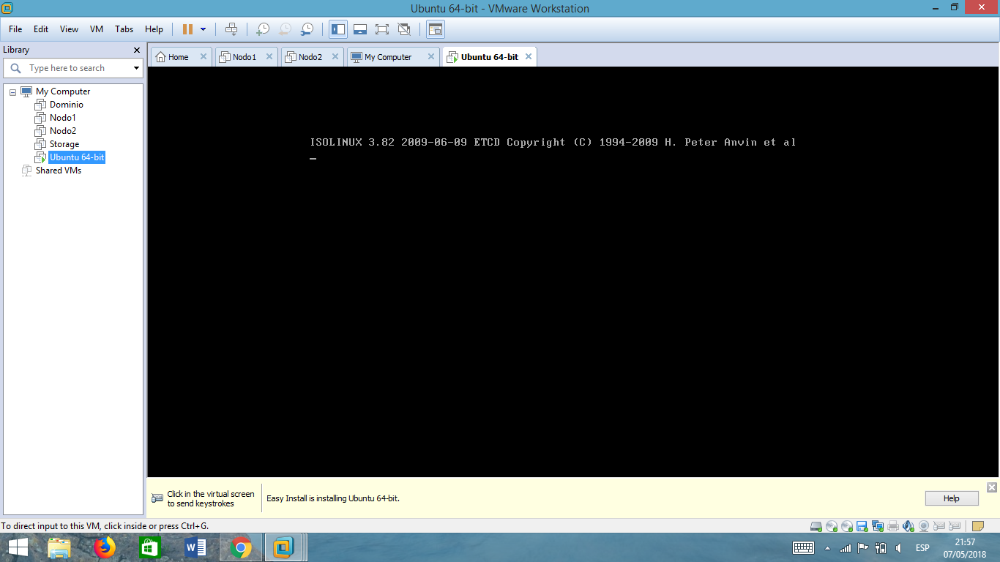 Ubuntu 64-bit - VMware Workstation
File Edit View VM Tabs Help
Library
Type here to search
My Computer
Dominio
Nodo1
Nodo2
Storage
Ubuntu 64-bit
Shared VMs
Home Nodo1 Nodo2 My Computer Ubuntu 64-bit
ISOLINUX 3.82 2009-06-09 ETCD Copyright (C) 1994-2009 H. Peter Anvin et al
_
Click in the virtual screen
to send keystrokes
Easy Install is installing Ubuntu 64-bit.
Help
To direct input to this VM, click inside or press Ctrl+G.
ESP
21:57
07/05/2018